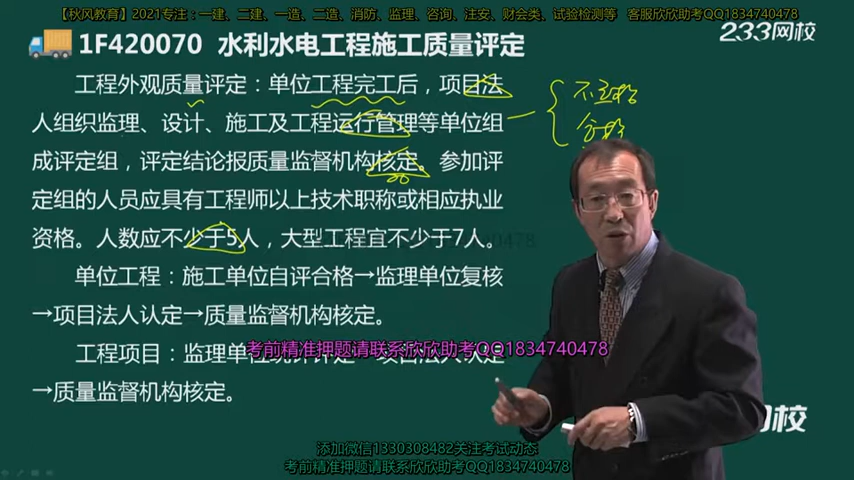 【秋风教育】2021专注：一建、二建、一造、二造、消防、监理、咨询、注安、财会类、试验检测等 客服欣欣助考QQ1834740478
233网校
1F420070 水利水电工程施工质量评定
工程外观质量评定：单位工程完工后，项目法
人组织监理、设计、施工及工程运行管理等单位组
成评定组，评定结论报质量监督机构核定。参加评
定组的人员应具有工程师以上技术职称或相应执业
资格。人数应不少于5人，大型工程宜不少于7人。
单位工程：施工单位自评合格→监理单位复核
→项目法人认定→质量监督机构核定。
考前精准押题请联系欣欣助考QQ1834740478
工程项目：监理单位
→质量监督机构核定。
网校
添加微信1330308482关注考试动态
考前精准押题请联系欣欣助考QQ1834740478